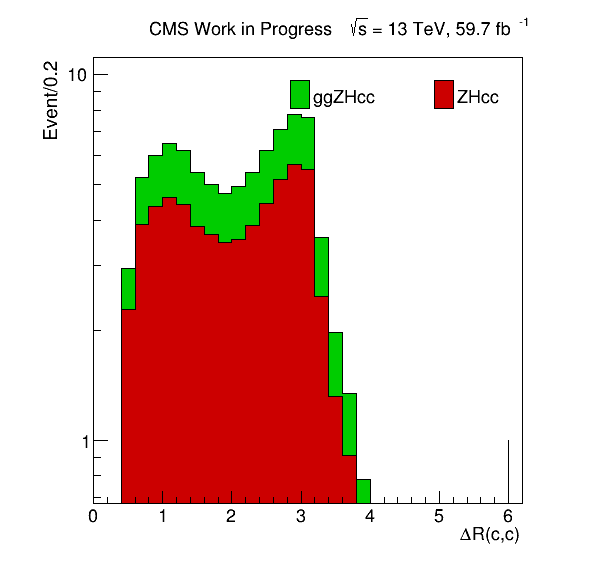 CMS Work in Progress √s = 13 TeV, 59.7 fb⁻¹
Event/0.2
10
1
ggZHcc ZHcc
0 1 2 3 4 5 6
ΔR(c,c)